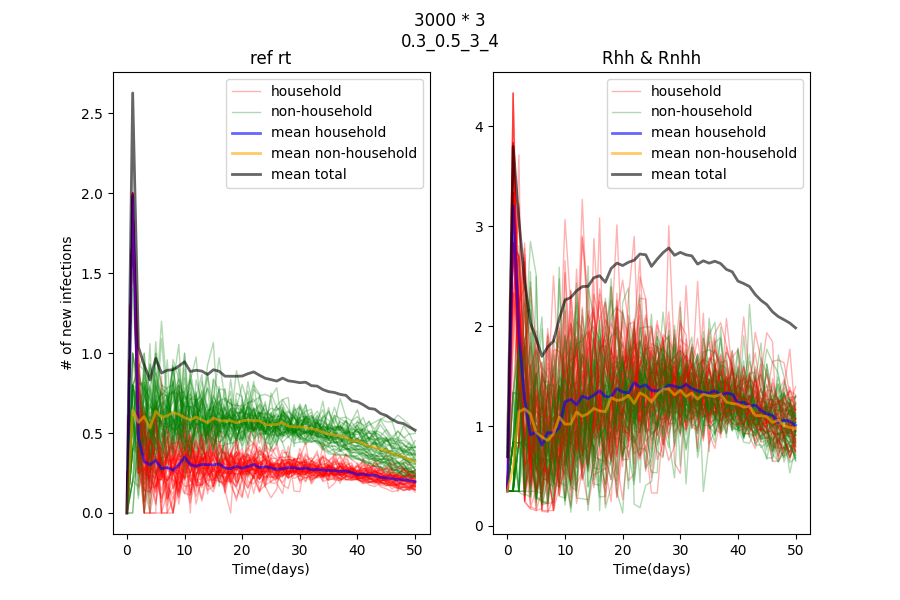 3000 * 3
0.3_0.5_3_4
ref rt
household
non-household
mean household
mean non-household
mean total
# of new infections
2.5
2.0
1.5
1.0
0.5
0.0
0 10 20 30 40 50
Time(days)
Rhh & Rnhh
household
non-household
mean household
mean non-household
mean total
4
3
2
1
0
0 10 20 30 40 50
Time(days)